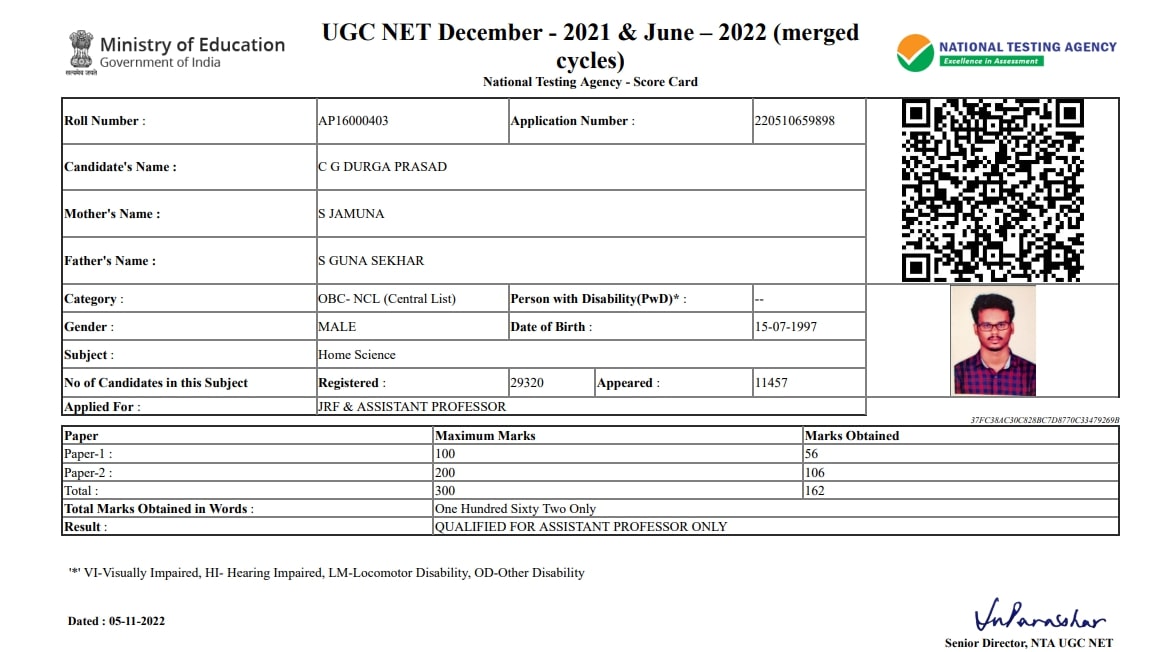 सत्यमेव जयते
Ministry of Education
Government of India
UGC NET December - 2021 & June – 2022 (merged
cycles)
National Testing Agency - Score Card
NATIONAL TESTING AGENCY
Excellence in Assessment
Roll Number : AP16000403 Application Number : 220510659898
Candidate's Name : C G DURGA PRASAD
Mother's Name : S JAMUNA
Father's Name : S GUNA SEKHAR
Category : OBC- NCL (Central List) Person with Disability(PwD)* : --
Gender : MALE Date of Birth : 15-07-1997
Subject : Home Science
No of Candidates in this Subject Registered : 29320 Appeared : 11457
Applied For : JRF & ASSISTANT PROFESSOR
37FC38AC30C828BC7D8770C33479269B
Paper Maximum Marks Marks Obtained
Paper-1 : 100 56
Paper-2 : 200 106
Total : 300 162
Total Marks Obtained in Words : One Hundred Sixty Two Only
Result : QUALIFIED FOR ASSISTANT PROFESSOR ONLY
'*' VI-Visually Impaired, HI- Hearing Impaired, LM-Locomotor Disability, OD-Other Disability
Dated : 05-11-2022
Senior Director, NTA UGC NET